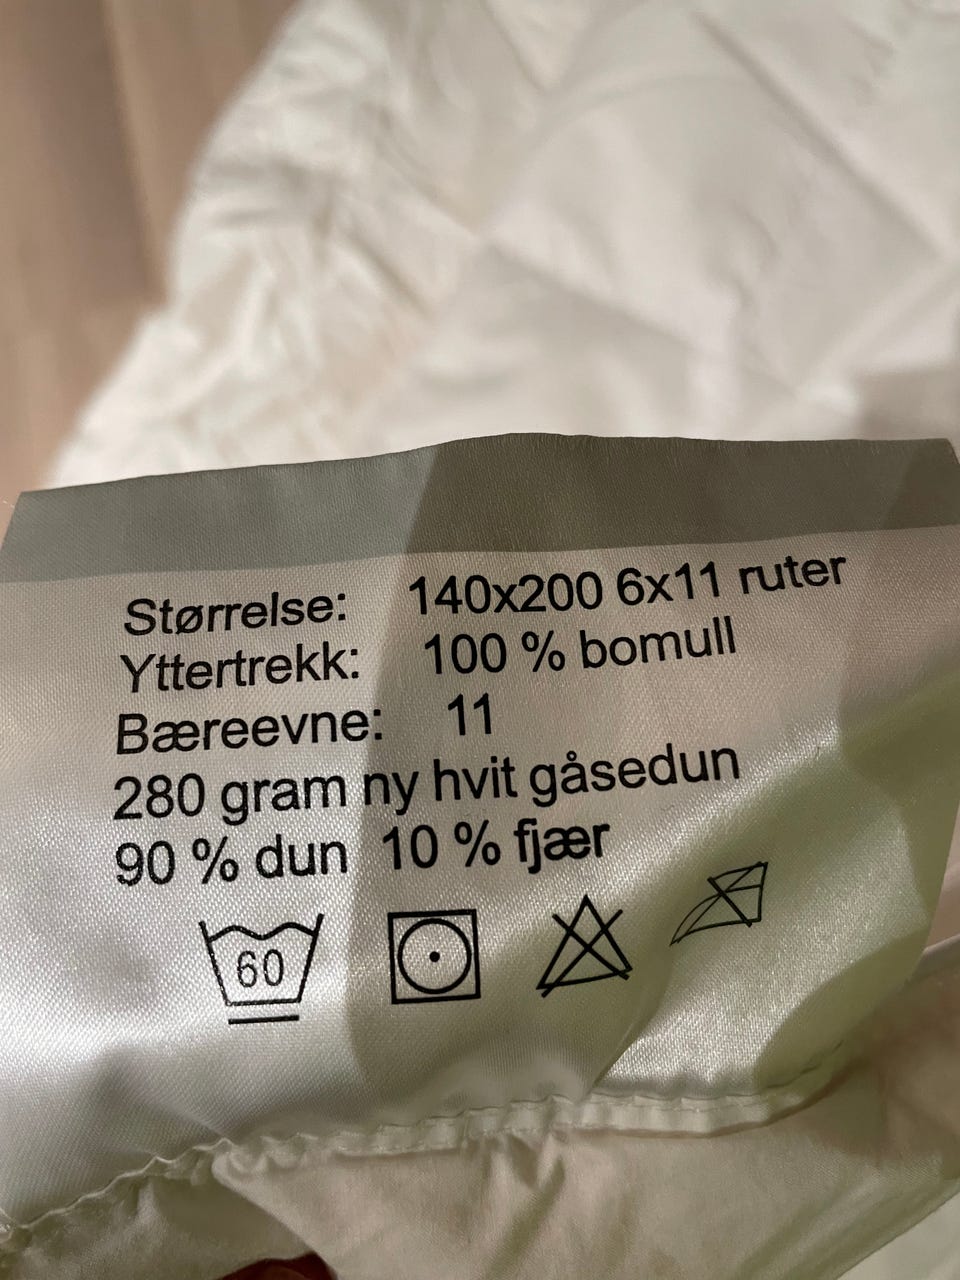 Størrelse: 140x200 6x11 ruter
Yttertrekk: 100 % bomull
Bæreevne: 11
280 gram ny hvit gåsedun
90 % dun 10 % fjær
60